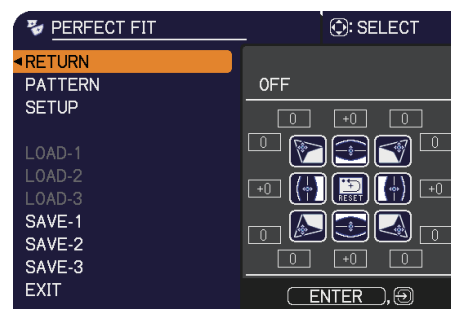 PERFECT FIT
: SELECT
RETURN
PATTERN
SETUP
LOAD-1
LOAD-2
LOAD-3
SAVE-1
SAVE-2
SAVE-3
EXIT
OFF
0 +0 0
0 0
+0 RESET +0
0 0
0 +0 0
ENTER ,